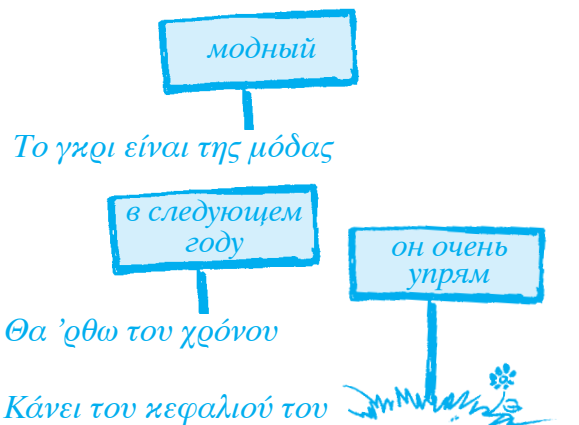 модный
Το γκρι είναι της μόδας
в следующем
году
Θα ’ρθω του χρόνου
он очень
упрям
Κάνει του κεφαλιού του